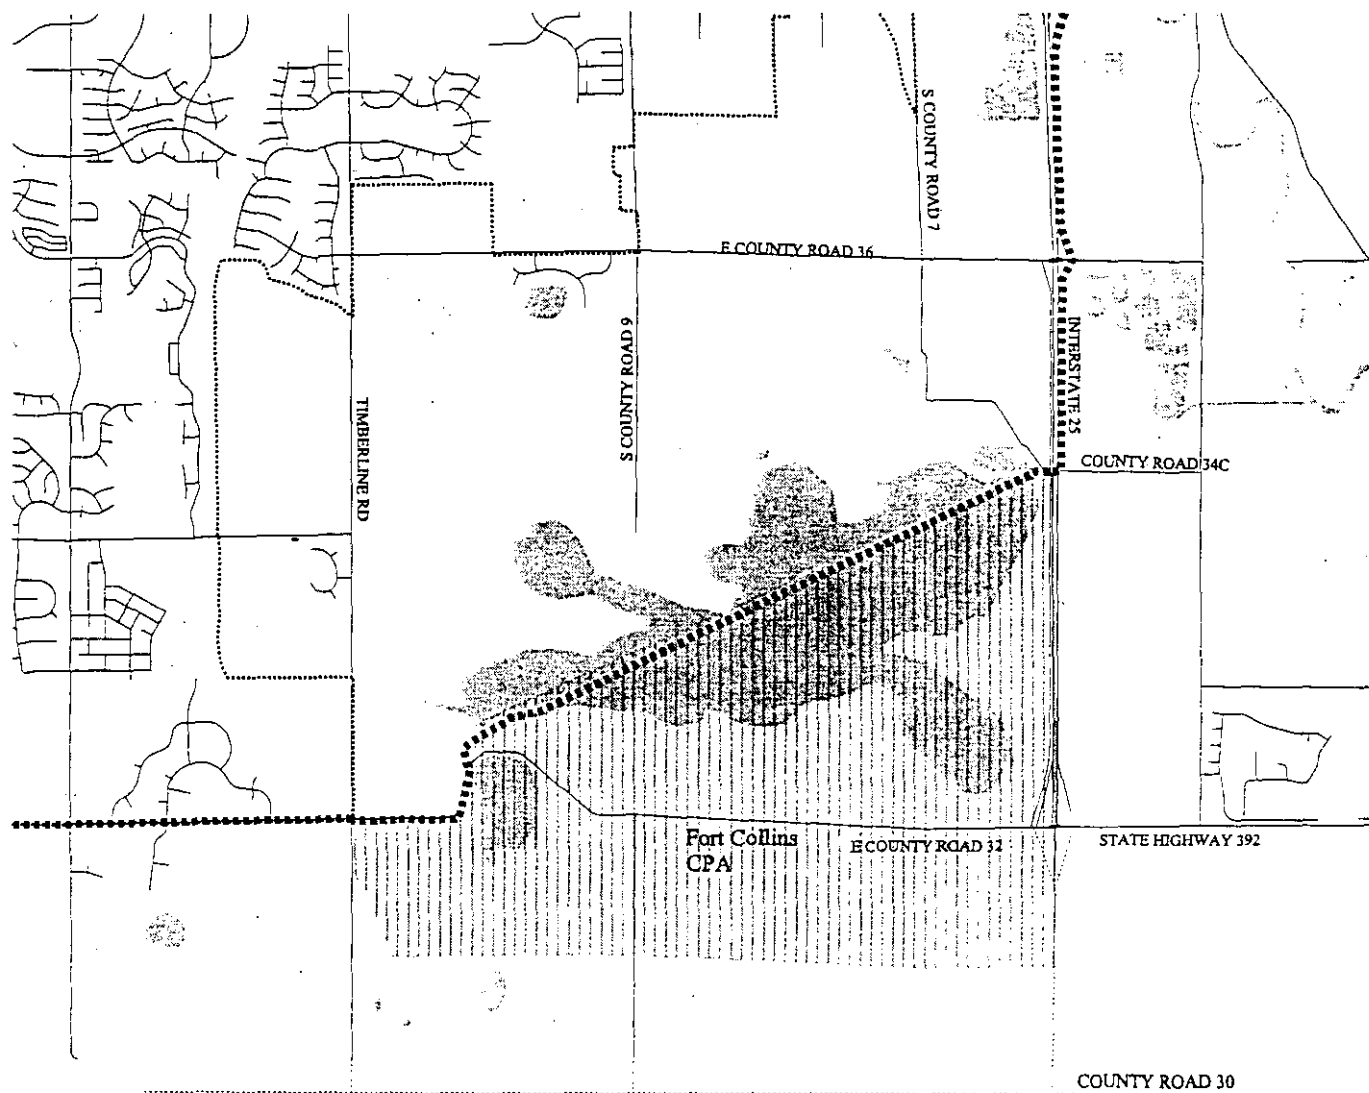 S COUNTY ROAD 7
E COUNTY ROAD 36
INTERSTATE 25
S COUNTY ROAD 9
TIMBERLINE RD
COUNTY ROAD 34C
Fort Collins
CPA
E COUNTY ROAD 32
STATE HIGHWAY 392
COUNTY ROAD 30